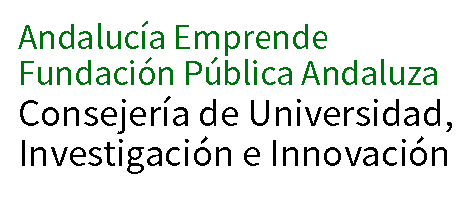 Andalucía Emprende
Fundación Pública Andaluza
Consejería de Universidad,
Investigación e Innovación